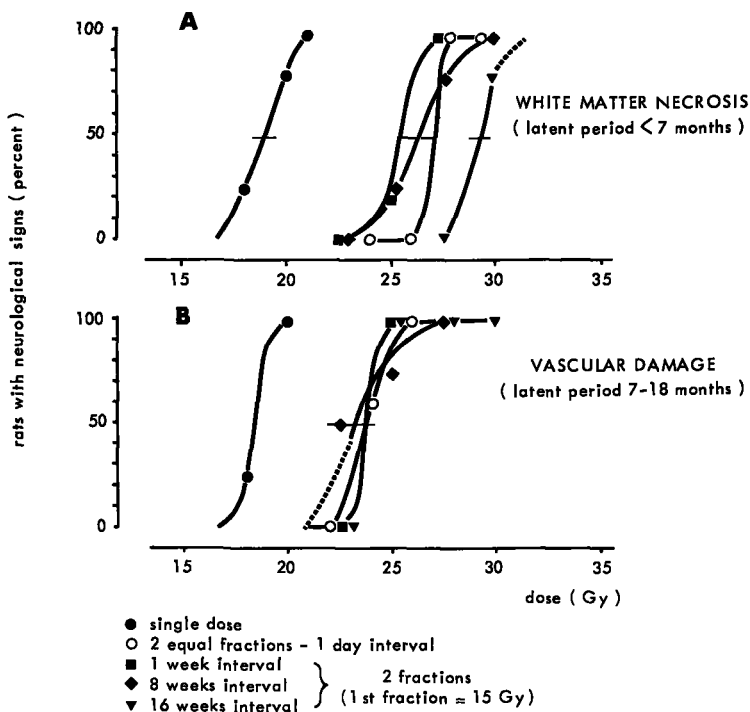 A
100
50
0
15 20 25 30 35
WHITE MATTER NECROSIS
( latent period < 7 months )
rats with neurological signs ( percent )
B
100
50
0
15 20 25 30 35
VASCULAR DAMAGE
( latent period 7-18 months )
dose ( Gy )
single dose
2 equal fractions - 1 day interval
1 week interval
8 weeks interval
16 weeks interval
2 fractions
(1st fraction = 15 Gy)